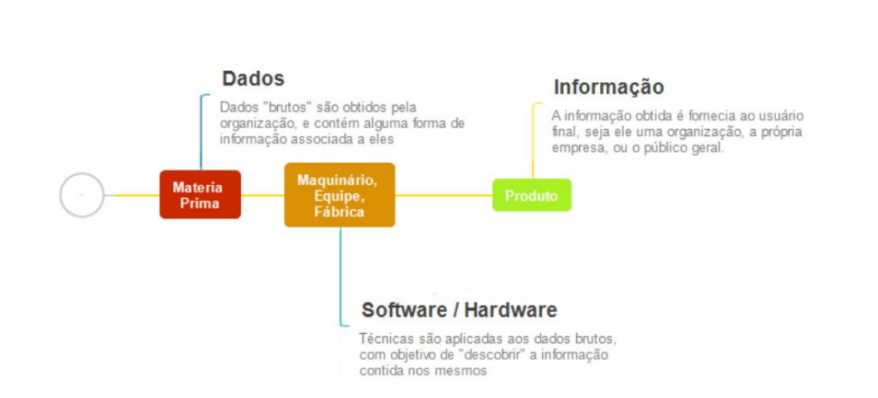 Dados
Dados "brutos" são obtidos pela
organização, e contém alguma forma de
informação associada a eles
Informação
A informação obtida é fornecia ao usuário
final, seja ele uma organização, a própria
empresa, ou o público geral.
Materia
Prima
Maquinário,
Equipe,
Fábrica
Produto
Software / Hardware
Técnicas são aplicadas aos dados brutos,
com objetivo de "descobrir" a informação
contida nos mesmos